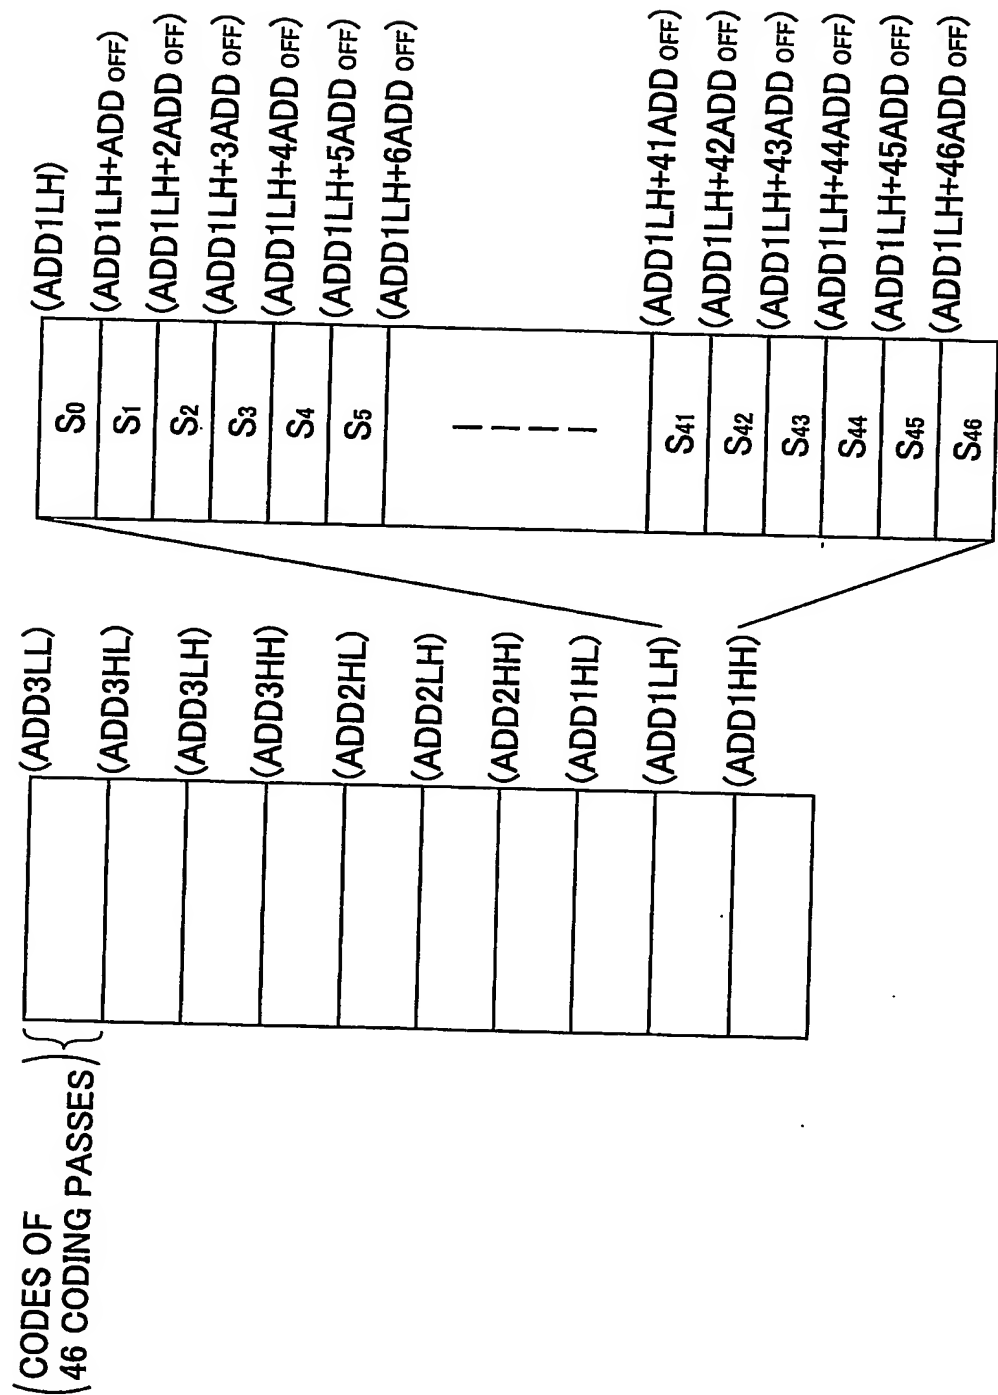 (CODES OF
46 CODING PASSES)
(ADD3LL)
(ADD3HL)
(ADD3LH)
(ADD3HH)
(ADD2HL)
(ADD2LH)
(ADD2HH)
(ADD1HL)
(ADD1LH)
(ADD1HH)
S0 (ADD1LH)
S1 (ADD1LH+ADD OFF)
S2 (ADD1LH+2ADD OFF)
S3 (ADD1LH+3ADD OFF)
S4 (ADD1LH+4ADD OFF)
S5 (ADD1LH+5ADD OFF)
(ADD1LH+6ADD OFF)
S41 (ADD1LH+41ADD OFF)
S42 (ADD1LH+42ADD OFF)
S43 (ADD1LH+43ADD OFF)
S44 (ADD1LH+44ADD OFF)
S45 (ADD1LH+45ADD OFF)
S46 (ADD1LH+46ADD OFF)